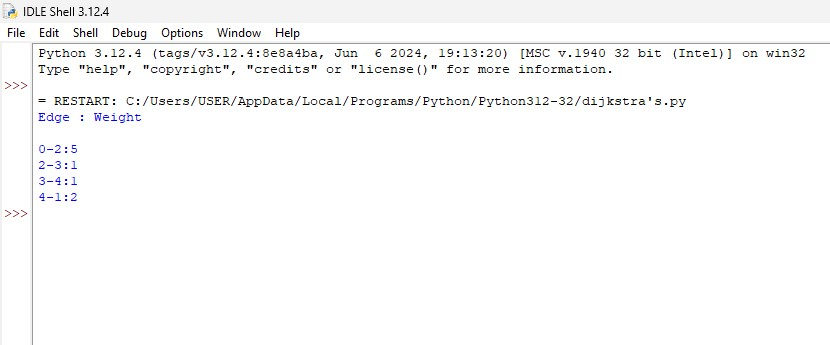 IDLE Shell 3.12.4
File Edit Shell Debug Options Window Help
Python 3.12.4 (tags/v3.12.4:8e8a4ba, Jun  6 2024, 19:13:20) [MSC v.1940 32 bit (Intel)] on win32
Type "help", "copyright", "credits" or "license()" for more information.
>>>
= RESTART: C:/Users/USER/AppData/Local/Programs/Python/Python312-32/dijkstra's.py
Edge : Weight
0-2:5
2-3:1
3-4:1
4-1:2
>>>